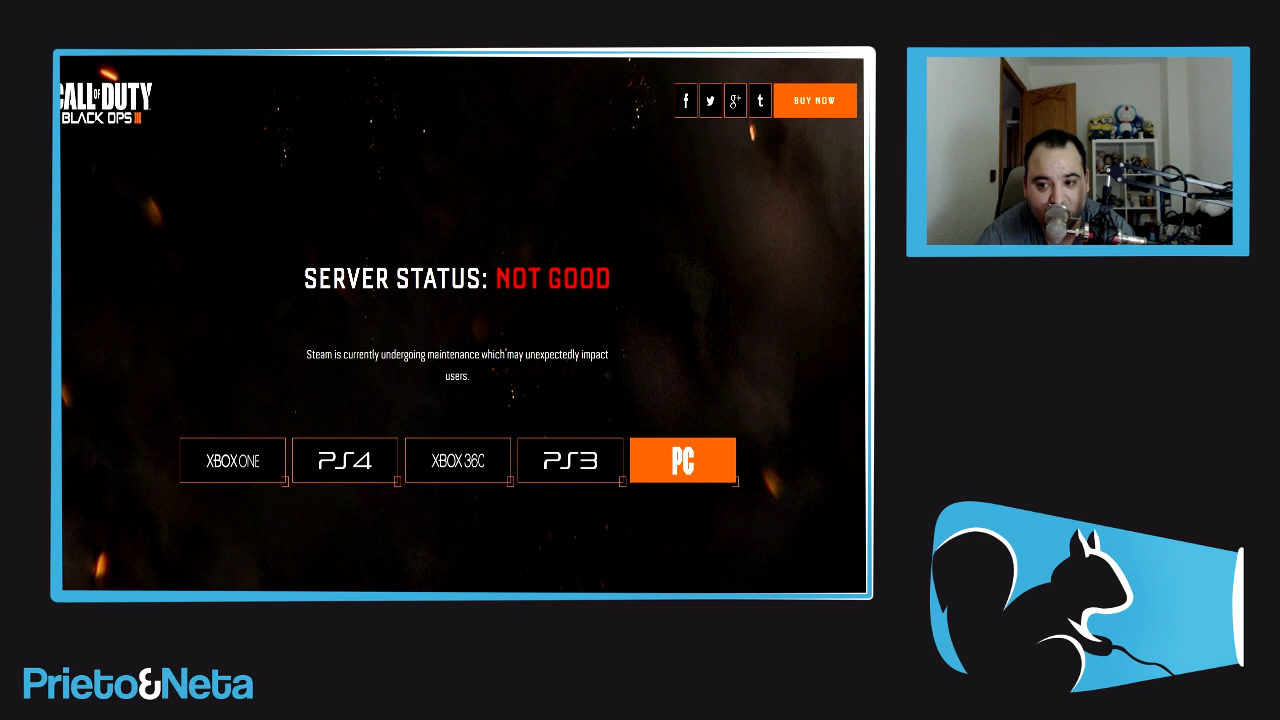 CALL OF DUTY
BLACK OPS III
f
g+
t
BUY NOW
SERVER STATUS: NOT GOOD
Steam is currently undergoing maintenance which may unexpectedly impact
users.
XBOX ONE
PS4
XBOX 360
PS3
PC
Prieto&Neta